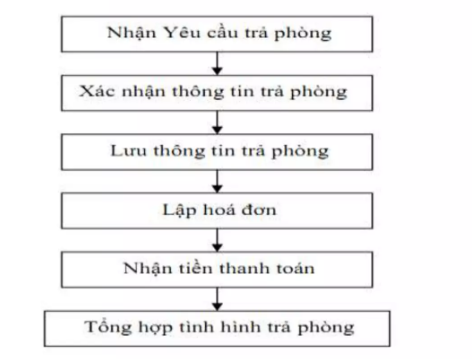 Nhận Yêu cầu trả phòng
Xác nhận thông tin trả phòng
Lưu thông tin trả phòng
Lập hoá đơn
Nhận tiền thanh toán
Tổng hợp tình hình trả phòng